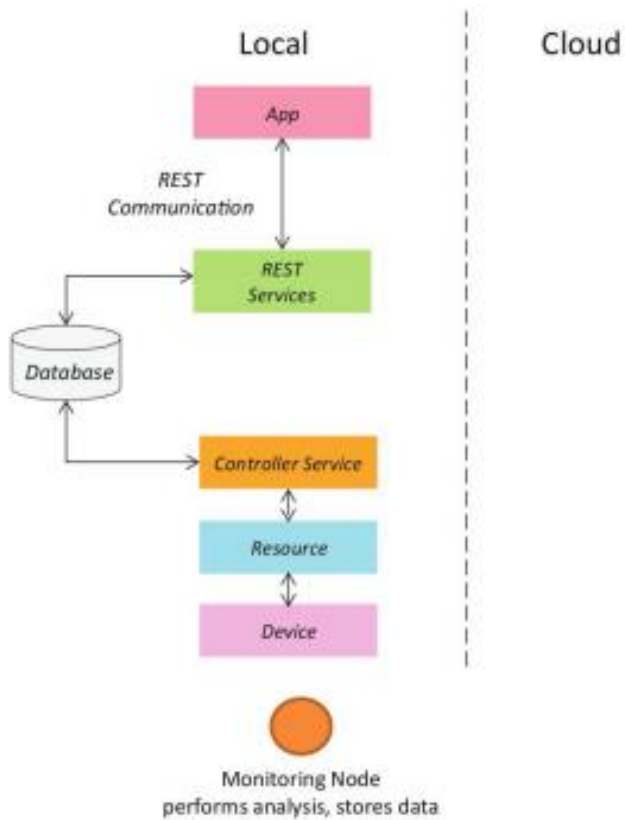 Local
Cloud
App
REST
Communication
REST
Services
Database
Controller Service
Resource
Device
Monitoring Node
performs analysis, stores data